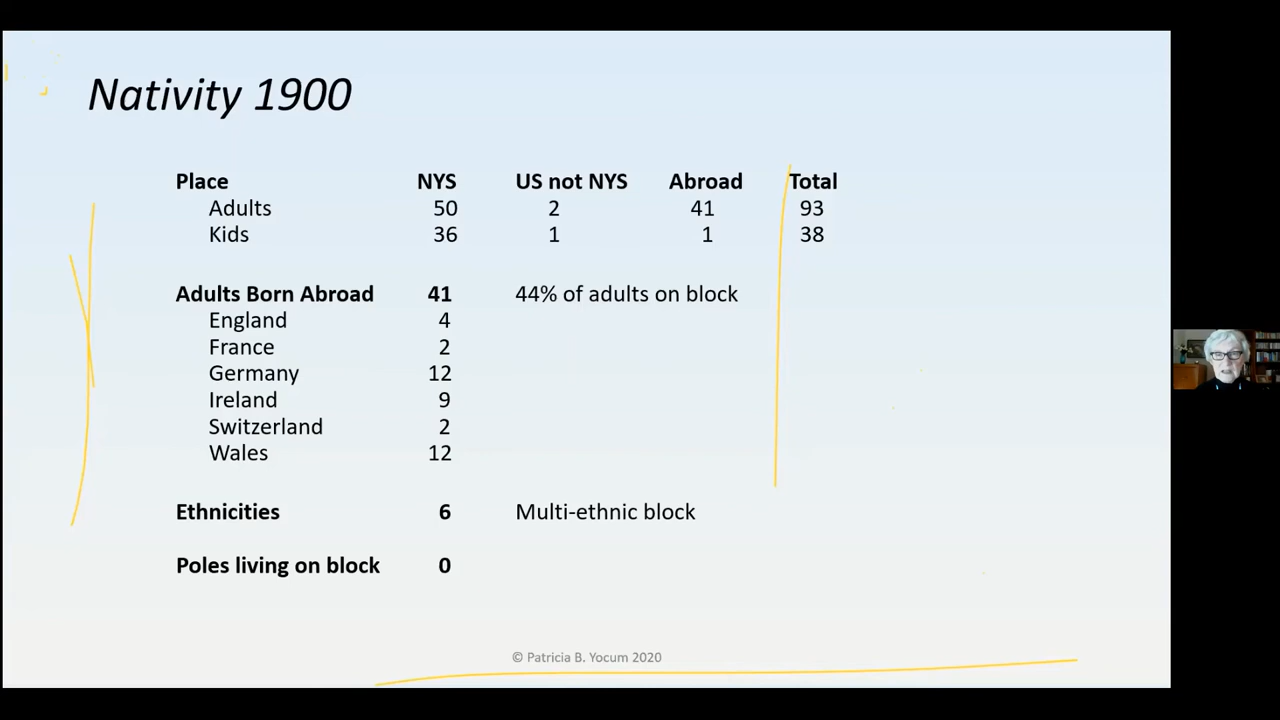 Nativity 1900
Place NYS US not NYS Abroad Total
Adults 50 2 41 93
Kids 36 1 1 38
Adults Born Abroad 41 44% of adults on block
England 4
France 2
Germany 12
Ireland 9
Switzerland 2
Wales 12
Ethnicities 6 Multi-ethnic block
Poles living on block 0
© Patricia B. Yocum 2020